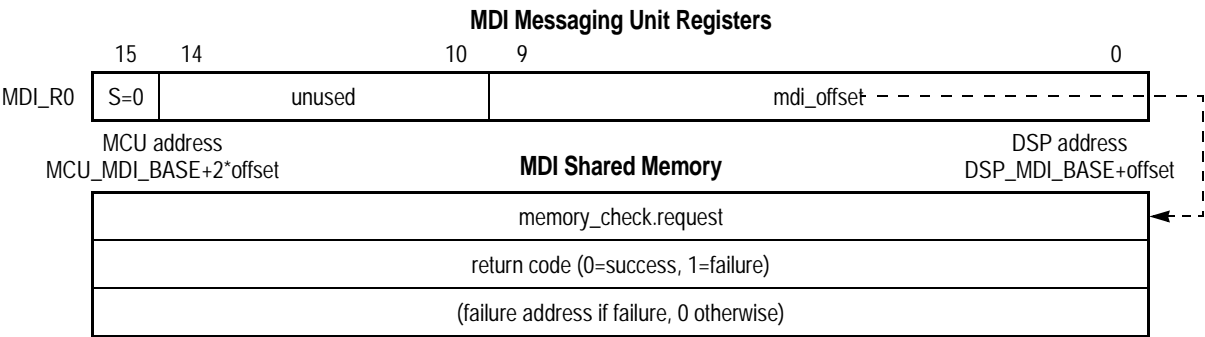 MDI Messaging Unit Registers
15 14 10 9 0
MDI_R0 S=0 unused mdi_offset
MCU address DSP address
MCU_MDI_BASE+2*offset MDI Shared Memory DSP_MDI_BASE+offset
memory_check.request
return code (0=success, 1=failure)
(failure address if failure, 0 otherwise)